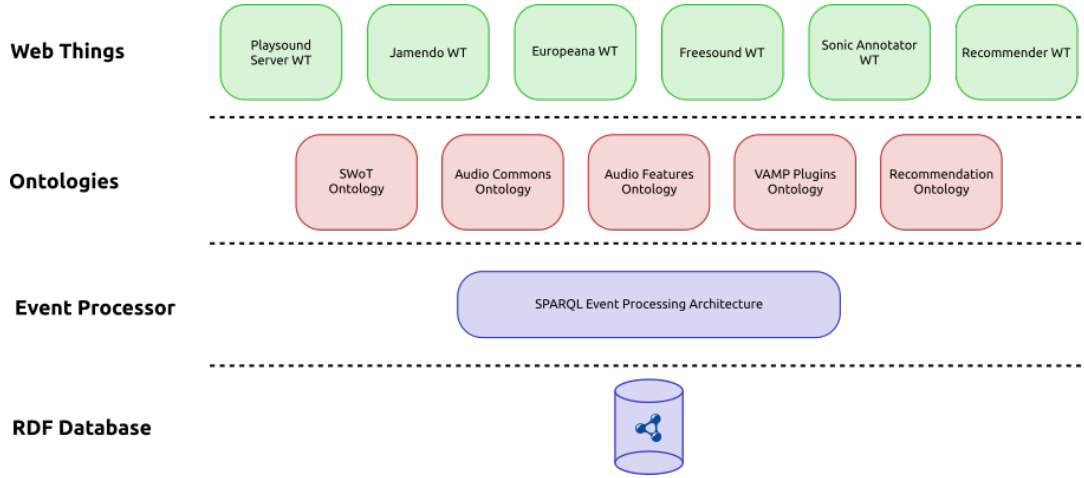 Web Things
Playsound
Server WT
Jamendo WT
Europeana WT
Freesound WT
Sonic Annotator
WT
Recommender WT
Ontologies
SWoT
Ontology
Audio Commons
Ontology
Audio Features
Ontology
VAMP Plugins
Ontology
Recommendation
Ontology
Event Processor
SPARQL Event Processing Architecture
RDF Database